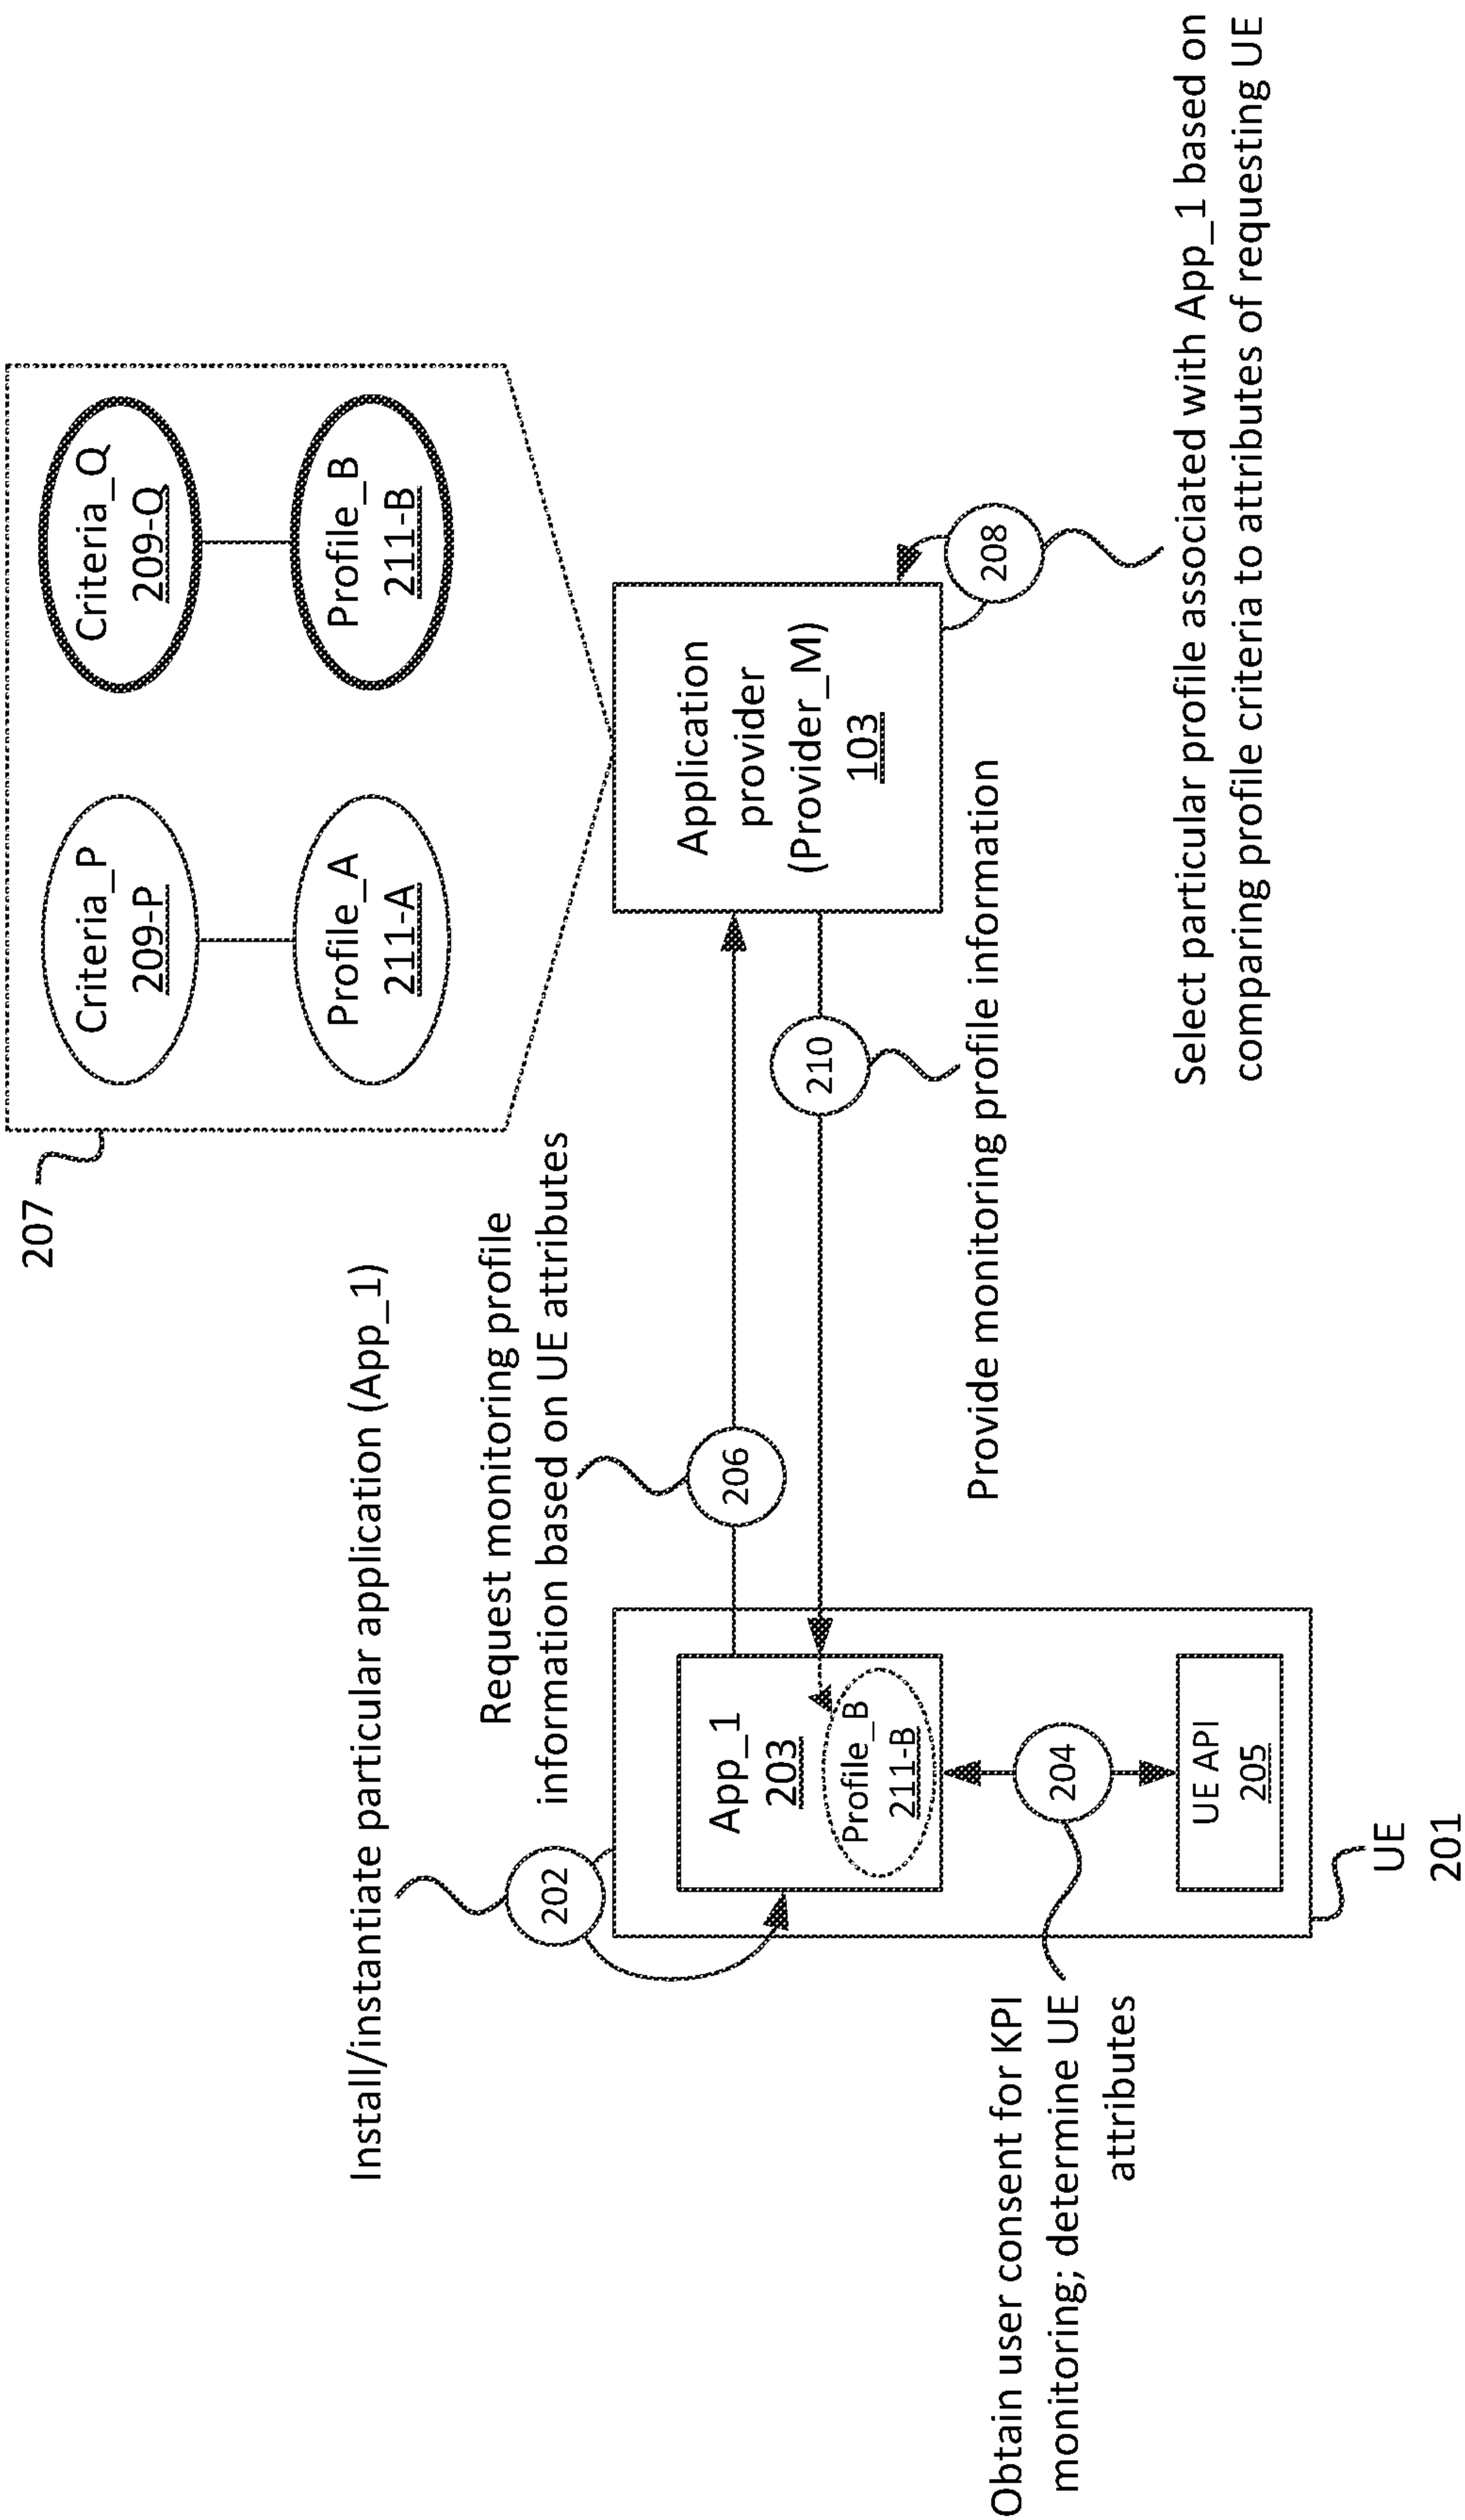 207
Criteria_P
209-P
Criteria_Q
209-Q
Profile_A
211-A
Profile_B
211-B
Install/instantiate particular application (App_1)
202
Request monitoring profile
information based on UE attributes
206
App_1
203
Profile_B
211-B
Application
provider
(Provider_M)
103
210
Provide monitoring profile information
208
Select particular profile associated with App_1 based on
comparing profile criteria to attributes of requesting UE
Obtain user consent for KPI
monitoring; determine UE
attributes
204
UE API
205
UE
201